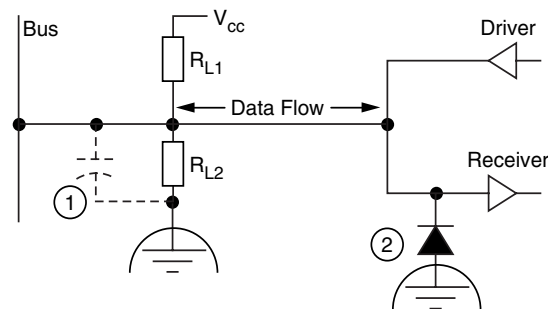 Bus
Vcc
RL1
Driver
Data Flow
RL2
Receiver
1
2